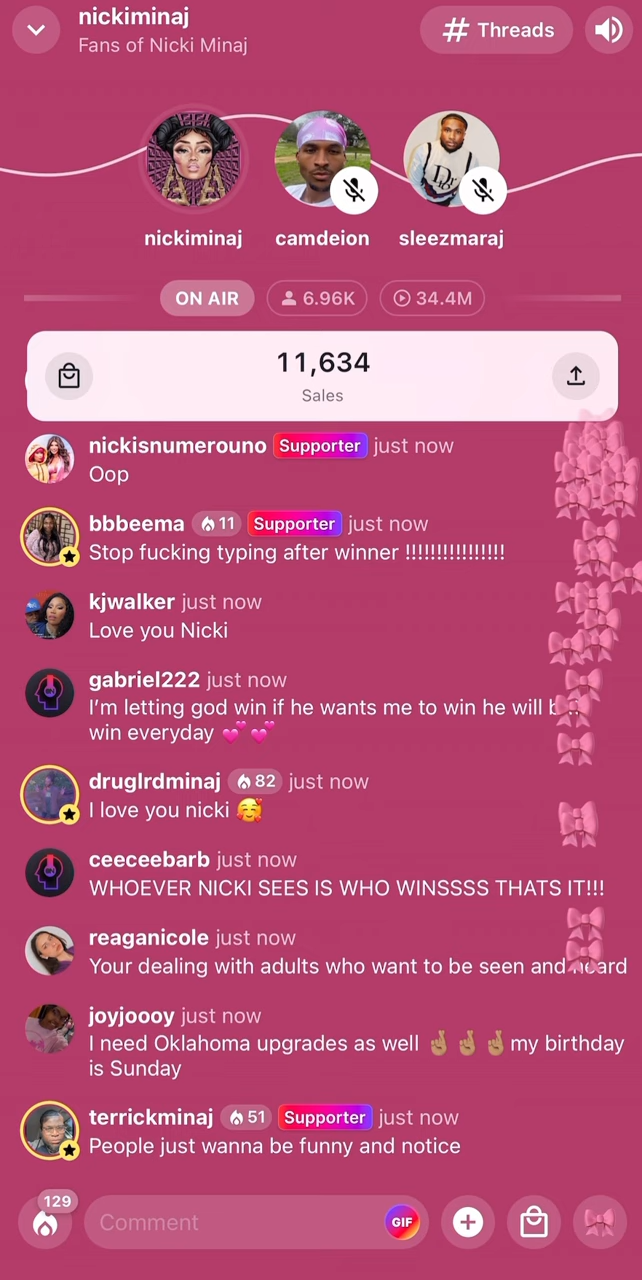 nickiminaj
Fans of Nicki Minaj
# Threads
nickiminaj
camdeion
sleezmaraj
ON AIR
6.96K
34.4M
11,634
Sales
nickisnumerouno Supporter just now
Oop
bbbeema 11 Supporter just now
Stop fucking typing after winner !!!!!!!!!!!!!!!!
kjwalker just now
Love you Nicki
gabriel222 just now
I’m letting god win if he wants me to win he will
win everyday 💕 💕
druglrdminaj 82 just now
I love you nicki 🥰
ceeceebarb just now
WHOEVER NICKI SEES IS WHO WINSSSS THATS IT!!!
reaganicole just now
Your dealing with adults who want to be seen and heard
joyjoooy just now
I need Oklahoma upgrades as well 🤞🏽 🤞🏽 🤞🏽 my birthday
is Sunday
terrickminaj 51 Supporter just now
People just wanna be funny and notice
129
Comment
GIF